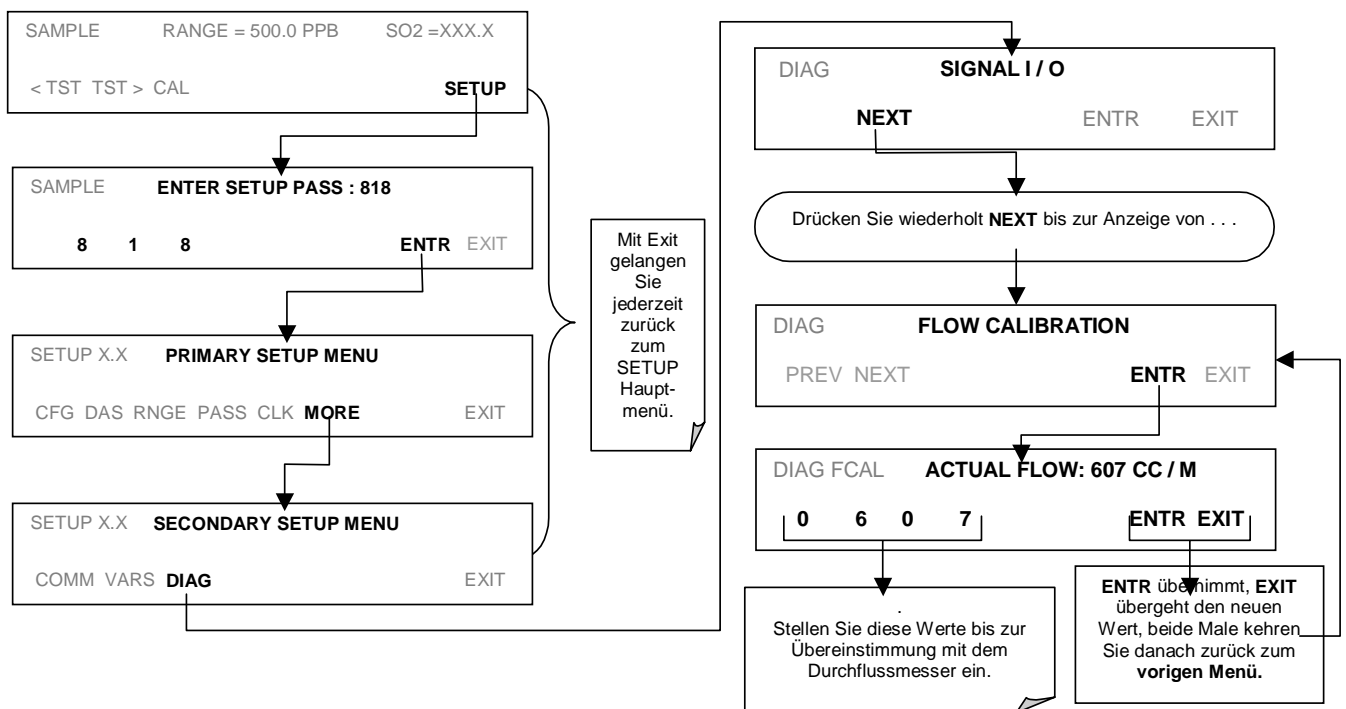 SAMPLE RANGE = 500.0 PPB SO2 =XXX.X
< TST TST > CAL SETUP
SAMPLE ENTER SETUP PASS : 818
8 1 8 ENTR EXIT
SETUP X.X PRIMARY SETUP MENU
CFG DAS RNGE PASS CLK MORE EXIT
SETUP X.X SECONDARY SETUP MENU
COMM VARS DIAG EXIT
Mit Exit
gelangen
Sie
jederzeit
zurück
zum
SETUP
Haupt-
menü.
DIAG SIGNAL I / O
NEXT ENTR EXIT
Drücken Sie wiederholt NEXT bis zur Anzeige von . . .
DIAG FLOW CALIBRATION
PREV NEXT ENTR EXIT
DIAG FCAL ACTUAL FLOW: 607 CC / M
0 6 0 7 ENTR EXIT
.
Stellen Sie diese Werte bis zur
Übereinstimmung mit dem
Durchflussmesser ein.
ENTR übernimmt, EXIT
übergeht den neuen
Wert, beide Male kehren
Sie danach zurück zum
vorigen Menü.